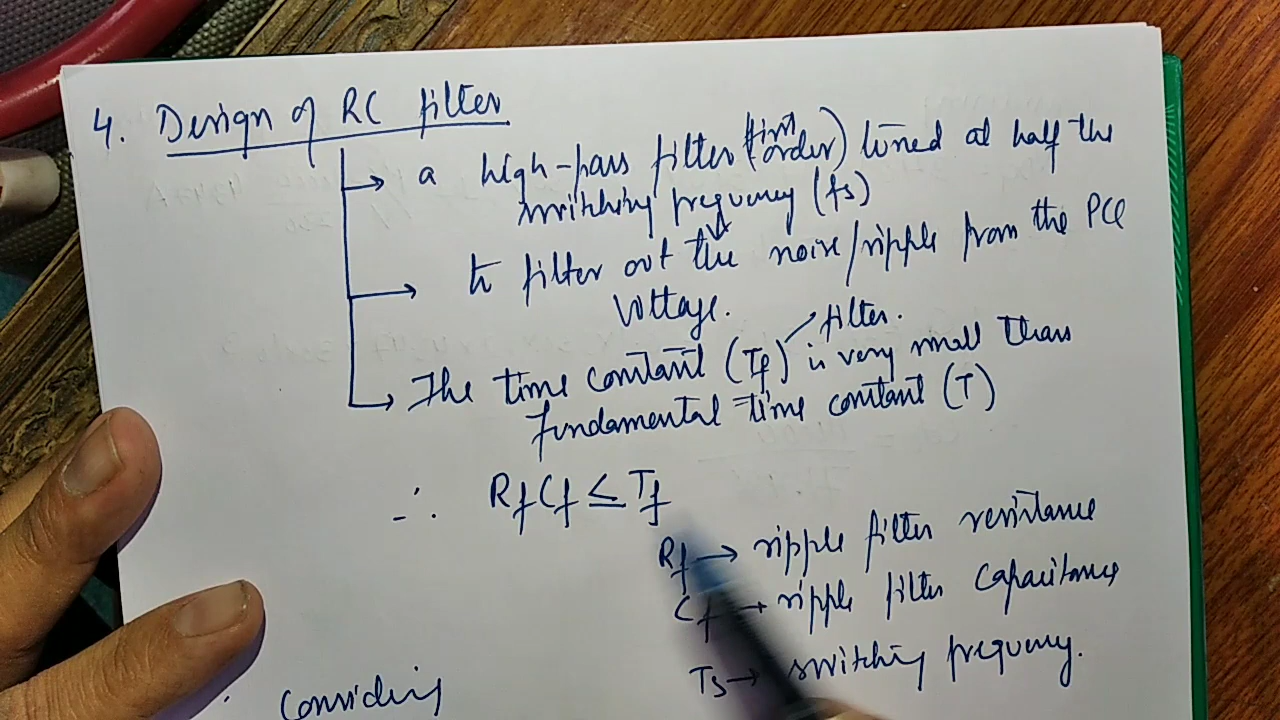 4. Design of RC filter
→ a high-pass filter (first order) tuned at half the
switching frequency (fs)
→ to filter out the noise/ripple from the PCC
voltage.
→ The time constant (Tf) is very small than
filter.
fundamental time constant (T)
∴ RfCf ≤ Tf
Rf → ripple filter resistance
Cf → ripple filter capacitance
Ts → switching frequency.
Considering